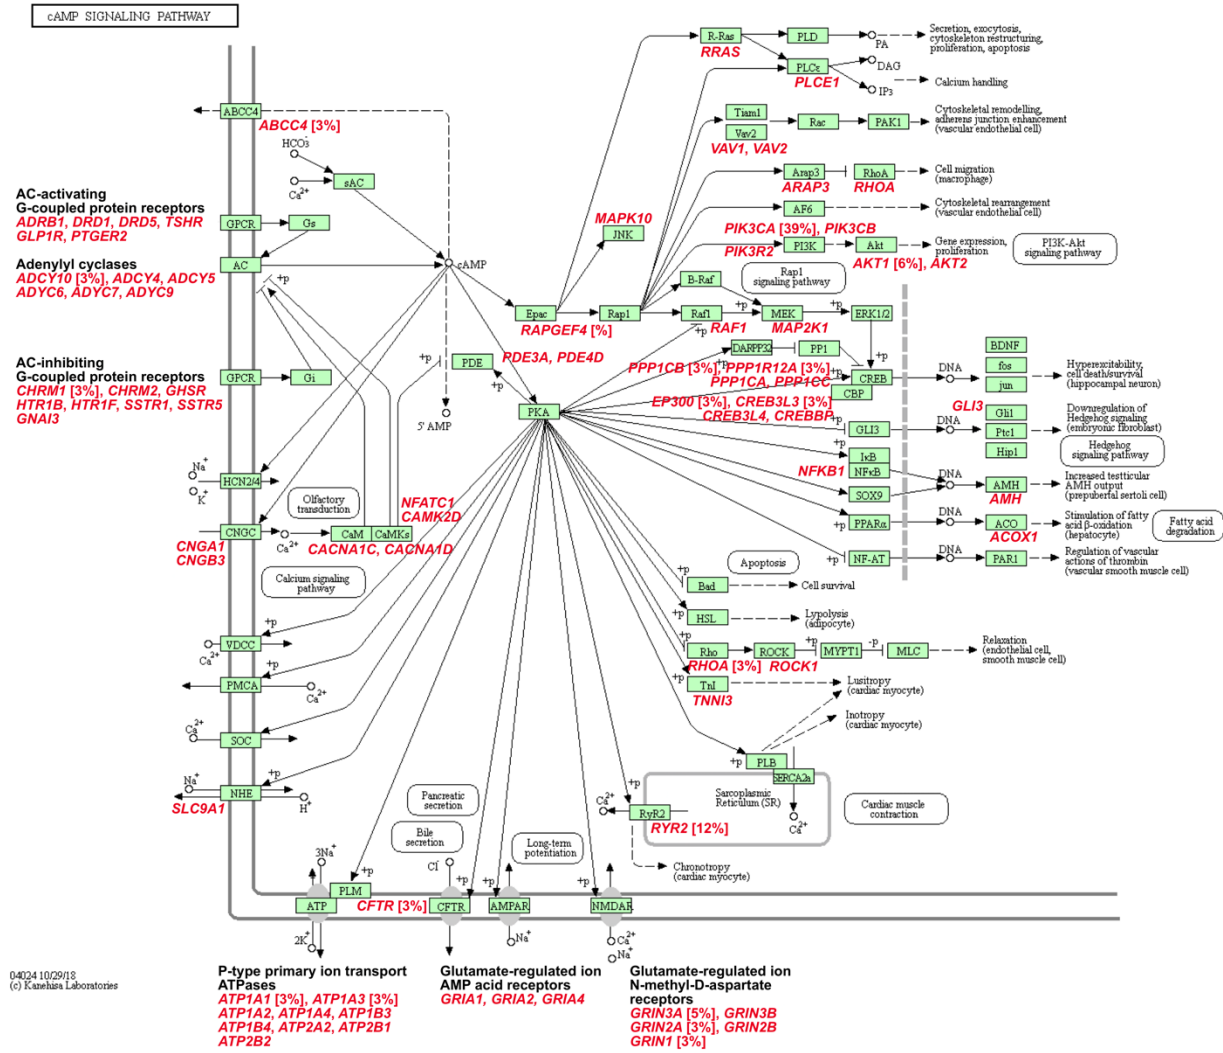 cAMP SIGNALING PATHWAY
R-Ras
RRAS
PLD
PA
Secretion, exocytosis,
cytoskeleton restructuring,
proliferation, apoptosis
PLCε
PLCE1
DAG
IP3
Calcium handling
ABCC4
ABCC4 [3%]
Tiam1
Vav2
VAV1, VAV2
Rac
PAK1
Cytoskeletal remodelling,
adherens junction enhancement
(vascular endothelial cell)
HCO3-
Ca2+
sAC
Arap3
ARAP3
RhoA
RHOA
Cell migration
(macrophage)
AC-activating
G-coupled protein receptors
ADRB1, DRD1, DRD5, TSHR
GLP1R, PTGER2
GPCR
Gs
MAPK10
JNK
AF6
Cytoskeletal rearrangement
(vascular endothelial cell)
PIK3CA [39%], PIK3CB
PIK3R2
PI3K
Akt
AKT1 [6%], AKT2
Gene expression,
proliferation
PI3K-Akt
signaling pathway
Adenylyl cyclases
ADCY10 [3%], ADCY4, ADCY5
ADYC6, ADYC7, ADYC9
AC
+p
cAMP
B-Raf
Rap1
signaling pathway
Epac
RAPGEF4 [%]
Rap1
Raf1
RAF1
+p
+p
MEK
MAP2K1
+p
ERK1/2
AC-inhibiting
G-coupled protein receptors
CHRM1 [3%], CHRM2, GHSR
HTR1B, HTR1F, SSTR1, SSTR5
GNAI3
GPCR
Gi
+p
PDE
PDE3A, PDE4D
+p
5' AMP
PKA
+p
DARPP32
PP1
PPP1CB [3%], PPP1R12A [3%]
PPP1CA, PPP1CC
EP300 [3%], CREB3L3 [3%]
CREB3L4, CREBBP
+p
CREB
CBP
DNA
BDNF
fos
jun
Hyperexcitability,
cell death/survival
(hippocampal neuron)
+p
GLI3
GLI3
DNA
Gli1
Ptc1
Hip1
Downregulation of
Hedgehog signaling
(embryonic fibroblast)
Hedgehog
signaling pathway
+p
IκB
NFκB
NFKB1
SOX9
DNA
AMH
AMH
Increased testticular
AMH output
(prepubertal sertoli cell)
Na+
K+
HCN2/4
Olfactory
transduction
NFATC1
CAMK2D
CNGC
CNGA1
CNGB3
Ca2+
CaM
CaMKs
CACNA1C, CACNA1D
Calcium signaling
pathway
+p
PPARα
DNA
ACO
ACOX1
Stimulation of fatty
acid β-oxidation
(hepatocyte)
Fatty acid
degradation
+p
NF-AT
DNA
PAR1
Regulation of vascular
actions of thrombin
(vascular smooth muscle cell)
Apoptosis
+p
Bad
Cell survival
+p
HSL
Lypolysis
(adipocyte)
+p
VDCC
Ca2+
+p
Rho
RHOA [3%]
ROCK
ROCK1
+p
MYPT1
-p
MLC
Relaxation
(endothelial cell,
smooth muscle cell)
+p
PMCA
Ca2+
+p
TnI
TNNI3
Lusitropy
(cardiac myocyte)
Inotropy
(cardiac myocyte)
Ca2+
SOC
+p
+p
PLB
SERCA2a
Na+
NHE
H+
SLC9A1
Pancreatic
secretion
Bile
secretion
Long-term
potentiation
+p
Ca2+
RyR2
RYR2 [12%]
Sarcoplasmic
Reticulum (SR)
Ca2+
Cardiac muscle
contraction
Chronotropy
(cardiac myocyte)
3Na+
+p
PLM
ATP
2K+
Cl-
+p
CFTR
CFTR [3%]
+p
AMPAR
Na+
+p
NMDAR
Ca2+
Na+
04024 10/29/18
(c) Kanehisa Laboratories
P-type primary ion transport
ATPases
ATP1A1 [3%], ATP1A3 [3%]
ATP1A2, ATP1A4, ATP1B3
ATP1B4, ATP2A2, ATP2B1
ATP2B2
Glutamate-regulated ion
AMP acid receptors
GRIA1, GRIA2, GRIA4
Glutamate-regulated ion
N-methyl-D-aspartate
receptors
GRIN3A [5%], GRIN3B
GRIN2A [3%], GRIN2B
GRIN1 [3%]